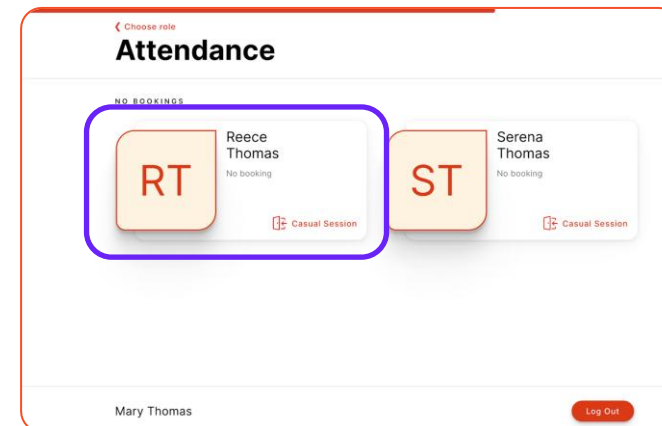 ❮ Choose role
Attendance
NO BOOKINGS
RT
Reece
Thomas
No booking
Casual Session
ST
Serena
Thomas
No booking
Casual Session
Mary Thomas
Log Out